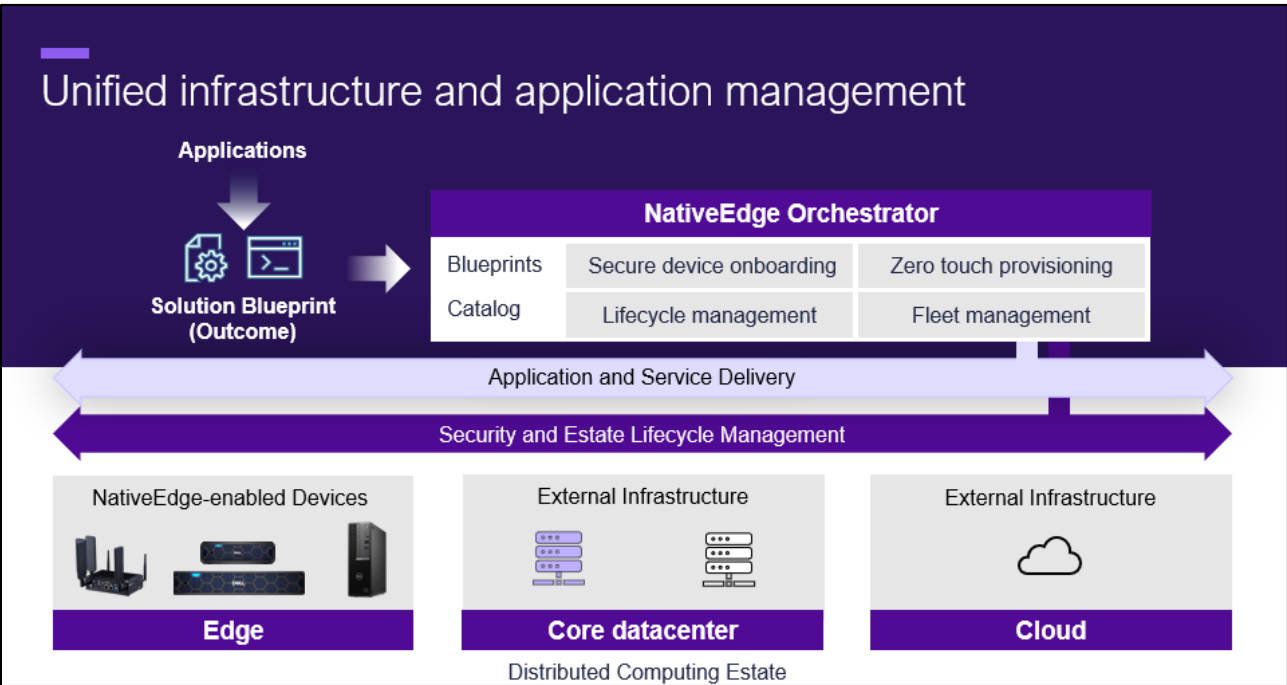 Unified infrastructure and application management
Applications
Solution Blueprint
(Outcome)
NativeEdge Orchestrator
Blueprints
Catalog
Secure device onboarding
Zero touch provisioning
Lifecycle management
Fleet management
Application and Service Delivery
Security and Estate Lifecycle Management
NativeEdge-enabled Devices
DELL
Edge
External Infrastructure
Core datacenter
External Infrastructure
Cloud
Distributed Computing Estate